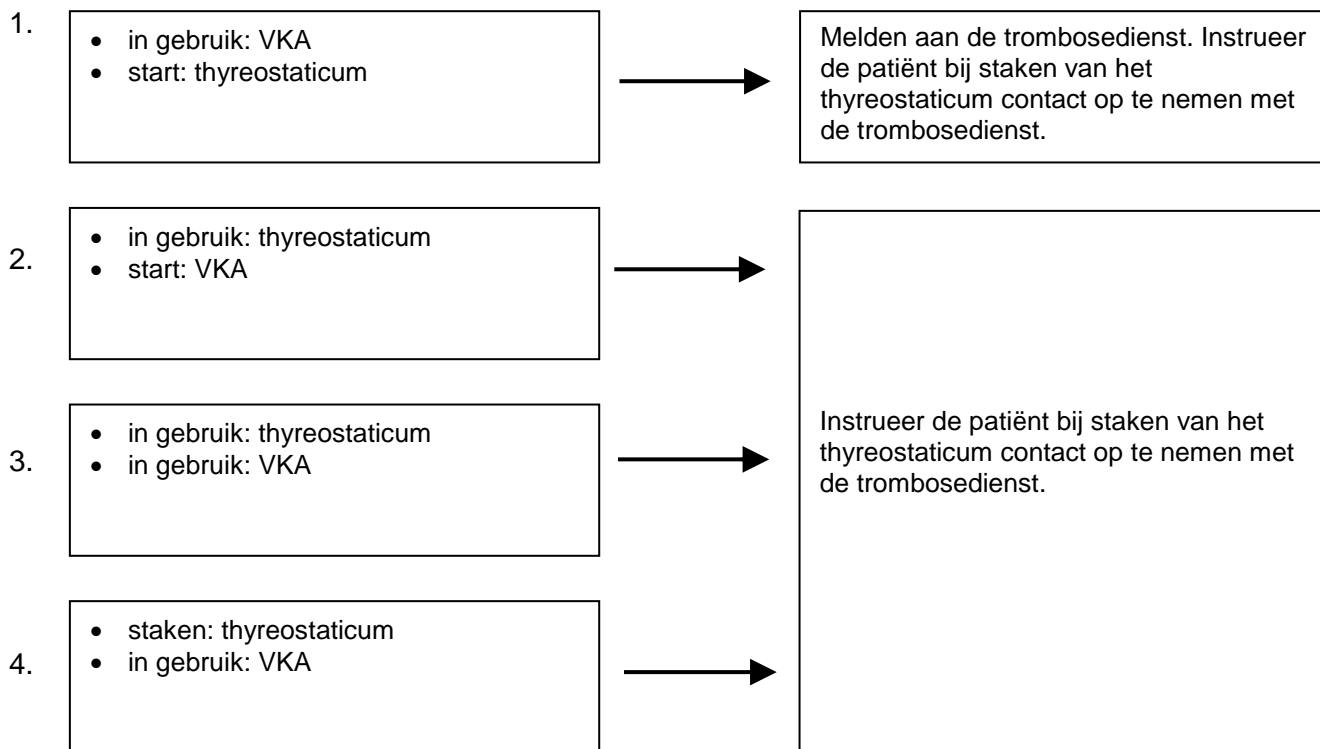 1.
• in gebruik: VKA
• start: thyreostaticum
Melden aan de trombosedienst. Instrueer
de patiënt bij staken van het
thyreostaticum contact op te nemen met
de trombosedienst.
2.
• in gebruik: thyreostaticum
• start: VKA
3.
• in gebruik: thyreostaticum
• in gebruik: VKA
Instrueer de patiënt bij staken van het
thyreostaticum contact op te nemen met
de trombosedienst.
4.
• staken: thyreostaticum
• in gebruik: VKA